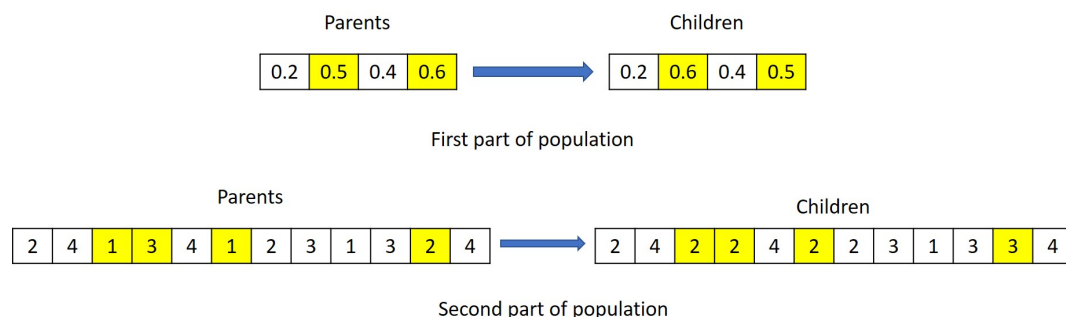 Parents Children
0.2 0.5 0.4 0.6 0.2 0.6 0.4 0.5
First part of population
Parents
Children
2 4 1 3 4 1 2 3 1 3 2 4 2 4 2 2 4 2 2 3 1 3 3 4
Second part of population